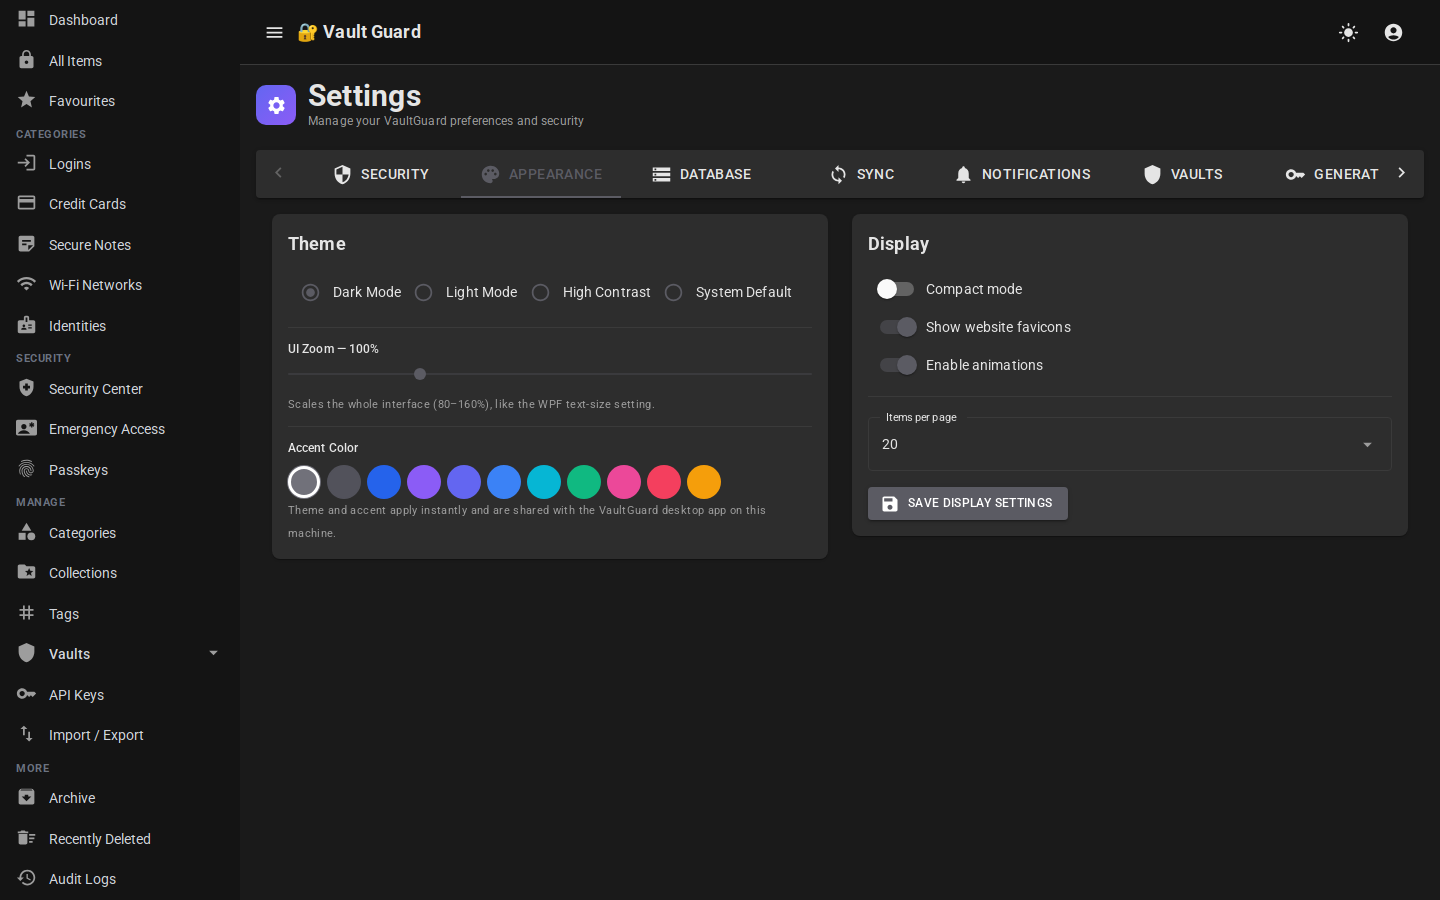 Dashboard
All Items
Favourites
CATEGORIES
Logins
Credit Cards
Secure Notes
Wi-Fi Networks
Identities
SECURITY
Security Center
Emergency Access
Passkeys
MANAGE
Categories
Collections
Tags
Vaults
API Keys
Import / Export
MORE
Archive
Recently Deleted
Audit Logs
Vault Guard
Settings
Manage your VaultGuard preferences and security
SECURITY
APPEARANCE
DATABASE
SYNC
NOTIFICATIONS
VAULTS
GENERAT
Theme
Dark Mode
Light Mode
High Contrast
System Default
UI Zoom — 100%
Scales the whole interface (80–160%), like the WPF text-size setting.
Accent Color
Theme and accent apply instantly and are shared with the VaultGuard desktop app on this
machine.
Display
Compact mode
Show website favicons
Enable animations
Items per page
20
SAVE DISPLAY SETTINGS